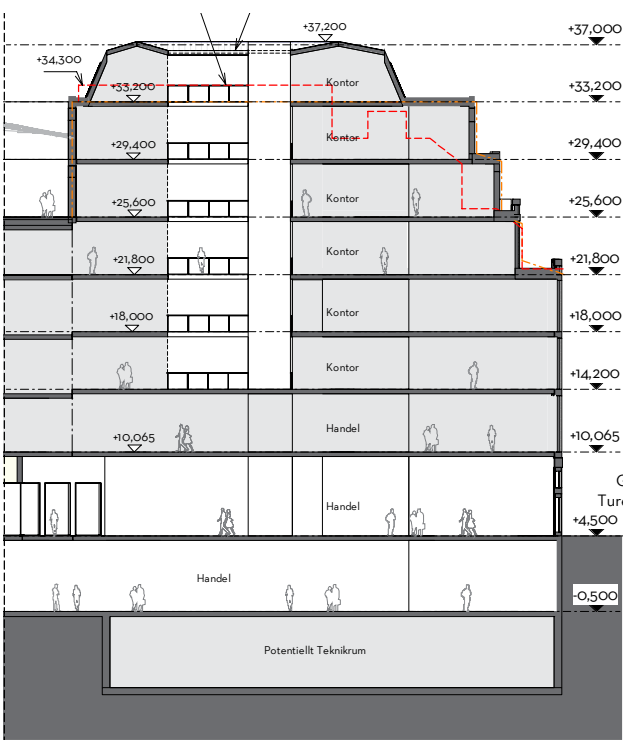 +37,200
+37,000
+34,300
Kontor
+33,200
+33,200
Kontor
+29,400
+29,400
Kontor
+25,600
+25,600
Kontor
+21,800
+21,800
Kontor
+18,000
+18,000
Kontor
+14,200
Handel
+10,065
+10,065
G
Ture
Handel
+4,500
Handel
-0,500
Potentiellt Teknikrum